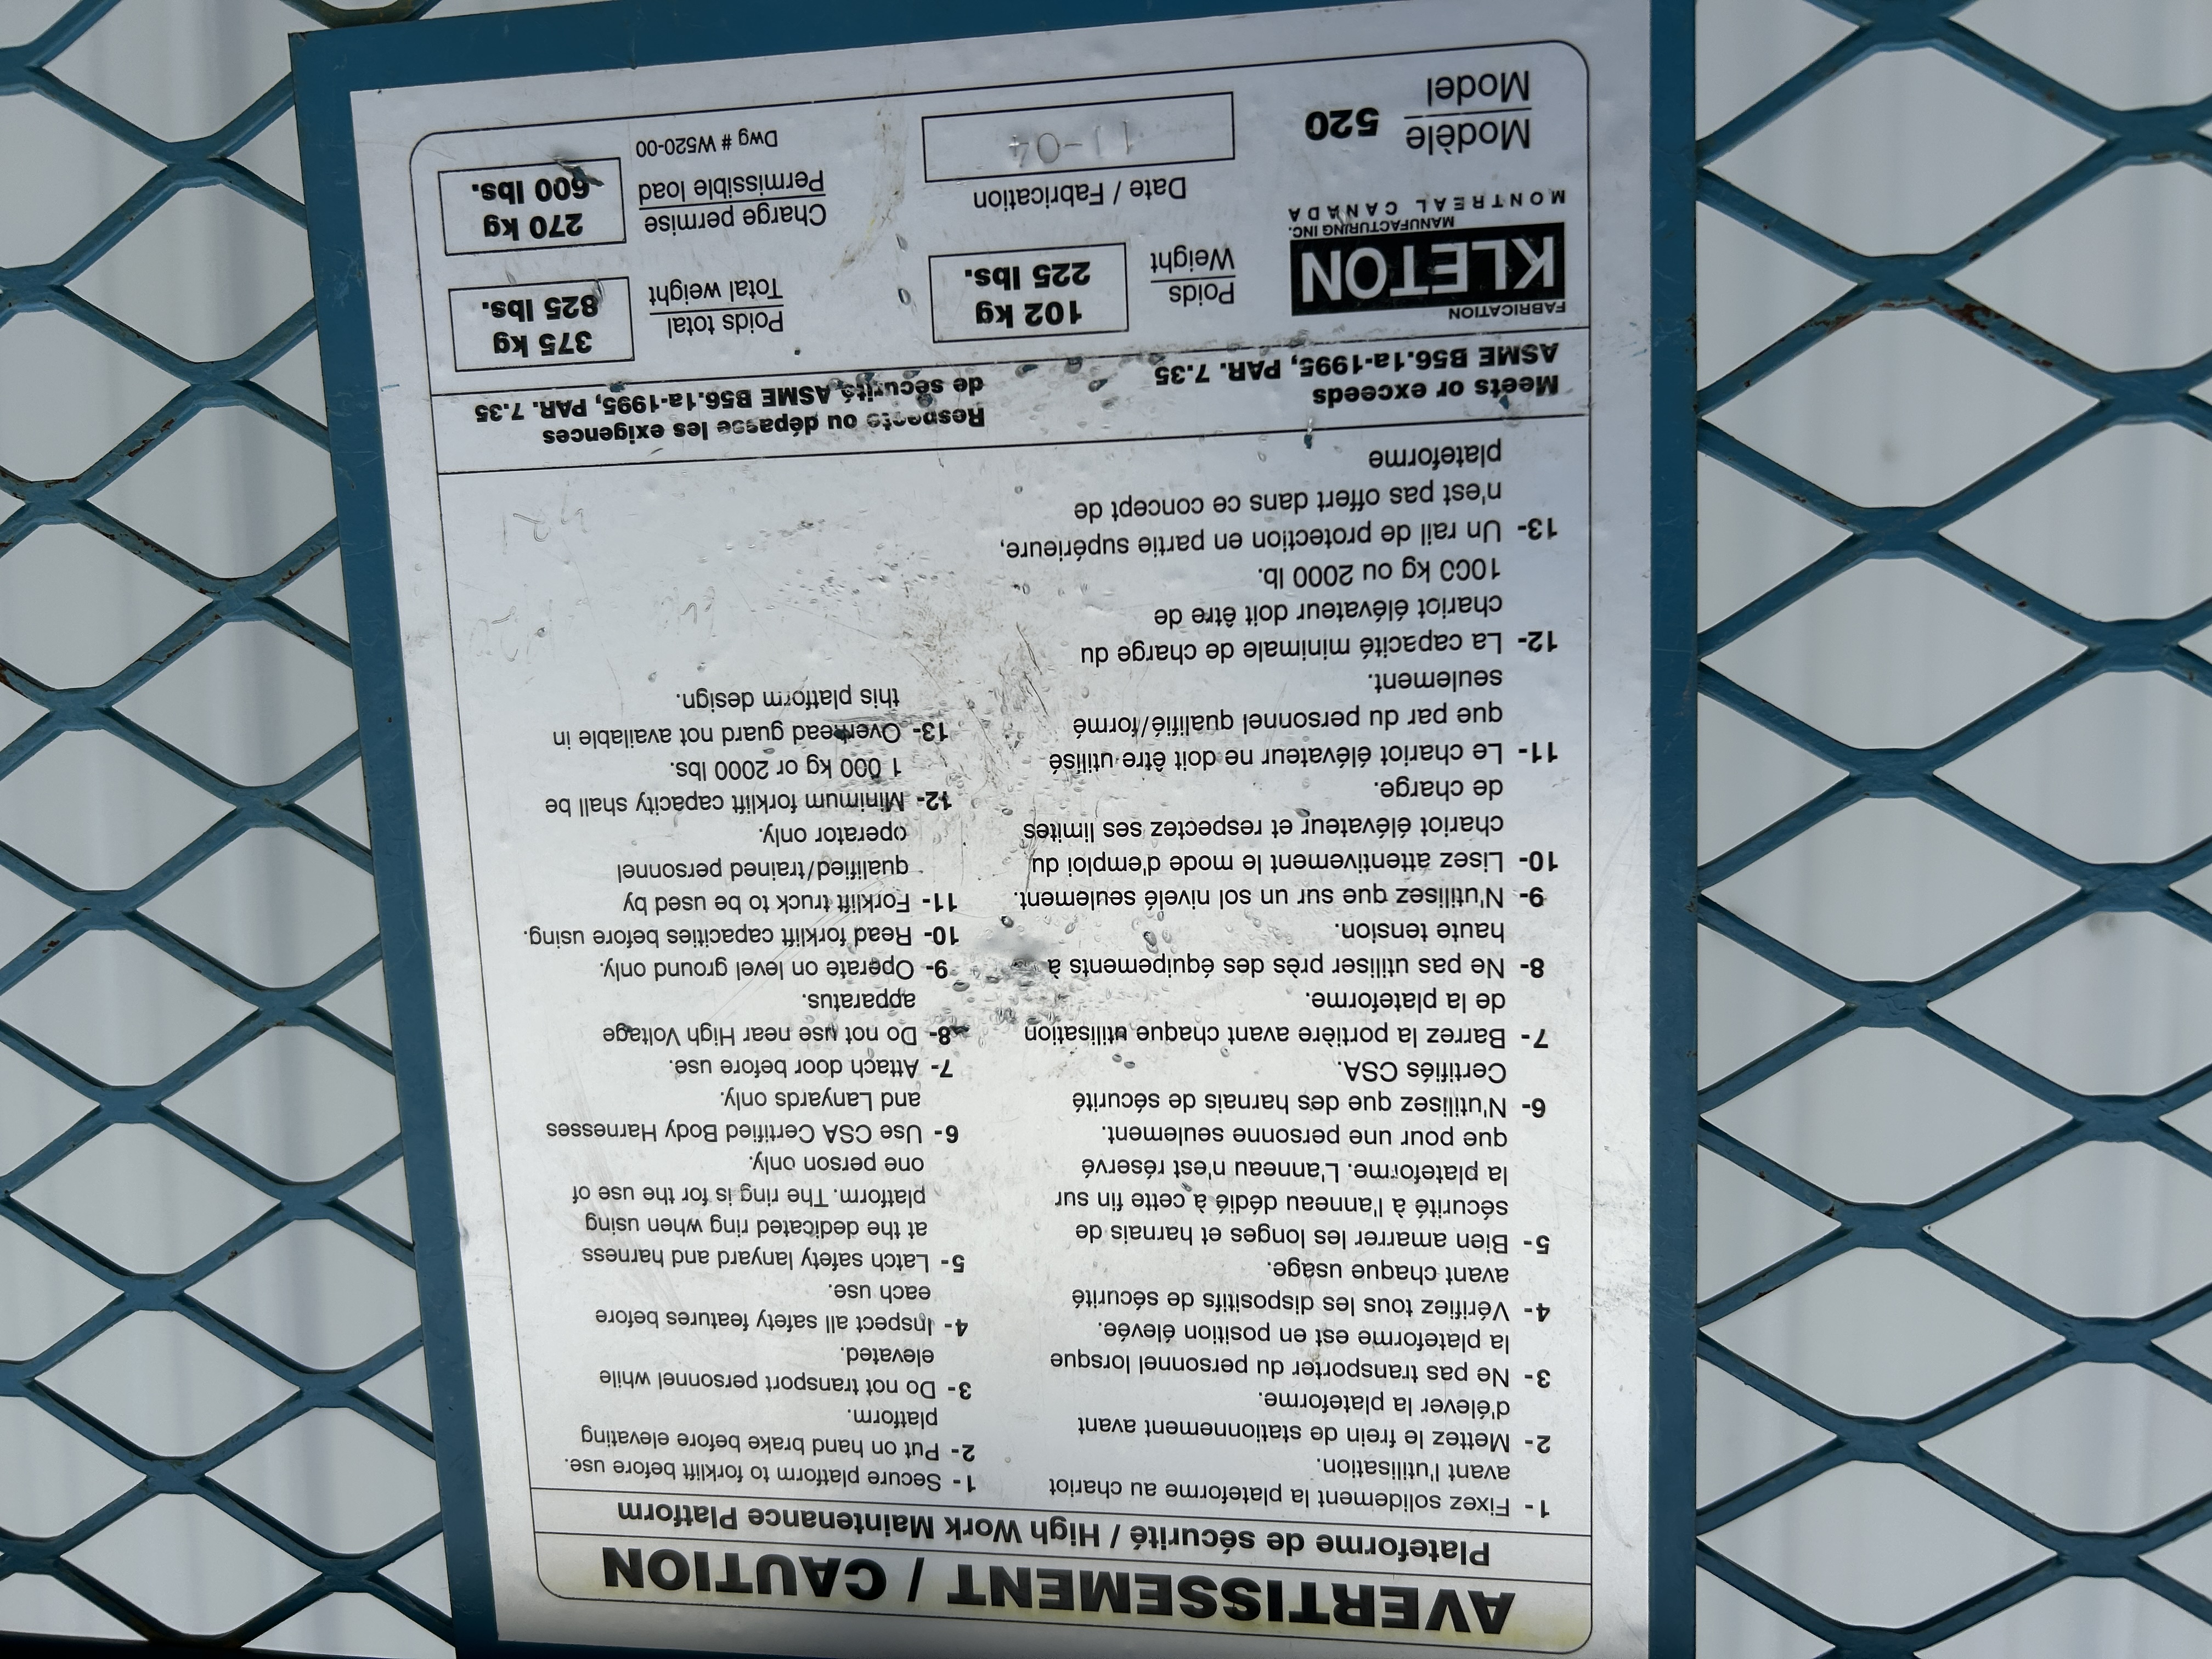 AVERTISSEMENT / CAUTION
Plateforme de sécurité / High Work Maintenance Platform
1- Fixez solidement la plateforme au chariot
avant l'utilisation.
2- Mettez le frein de stationnement avant
d'élever la plateforme.
3- Ne pas transporter du personnel lorsque
la plateforme est en position élevée.
4- Vérifiez tous les dispositifs de sécurité
avant chaque usage.
5- Bien amarrer les longes et harnais de
sécurité à l'anneau dédié à cette fin sur
la plateforme. L'anneau n'est réservé
que pour une personne seulement.
6- N'utilisez que des harnais de sécurité
Certifiés CSA.
7- Barrez la portière avant chaque utilisation
de la plateforme.
8- Ne pas utiliser près des équipements à
haute tension.
9- N'utilisez que sur un sol nivelé seulement.
10- Lisez attentivement le mode d'emploi du
chariot élévateur et respectez ses limites
de charge.
11- Le chariot élévateur ne doit être utilisé
que par du personnel qualifié/formé
seulement.
12- La capacité minimale de charge du
chariot élévateur doit être de
1000 kg ou 2000 lb.
13- Un rail de protection en partie supérieure,
n'est pas offert dans ce concept de
plateforme
1- Secure platform to forklift before use.
2- Put on hand brake before elevating
platform.
3- Do not transport personnel while
elevated.
4- Inspect all safety features before
each use.
5- Latch safety lanyard and harness
at the dedicated ring when using
platform. The ring is for the use of
one person only.
6- Use CSA Certified Body Harnesses
and Lanyards only.
7- Attach door before use.
8- Do not use near High Voltage
apparatus.
9- Operate on level ground only.
10- Read forklift capacities before using.
11- Forklift truck to be used by
qualified/trained personnel
operator only.
12- Minimum forklift capacity shall be
1 000 kg or 2000 lbs.
13- Overhead guard not available in
this platform design.
Meets or exceeds
ASME B56.1a-1995, PAR. 7.35
Respecte ou dépasse les exigences
de sécurité ASME B56.1a-1995, PAR. 7.35
FABRICATION
KLETON
MANUFACTURING INC.
MONTREAL CANADA
Modèle
Model
520
Poids
Weight
102 kg
225 lbs.
Date / Fabrication
11-04
Poids total
Total weight
375 kg
825 lbs.
Charge permise
Permissible load
270 kg
600 lbs.
Dwg # W520-00